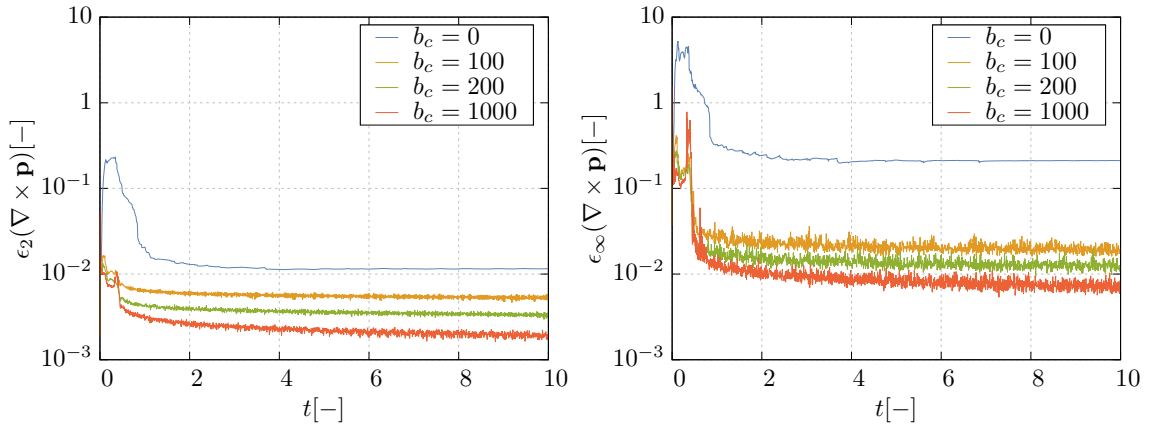 10
1
10⁻¹
10⁻²
10⁻³
ϵ₂(∇ × p)[−]
0 2 4 6 8 10
t[−]
b_c = 0
b_c = 100
b_c = 200
b_c = 1000
10
1
10⁻¹
10⁻²
10⁻³
ϵ∞(∇ × p)[−]
0 2 4 6 8 10
t[−]
b_c = 0
b_c = 100
b_c = 200
b_c = 1000